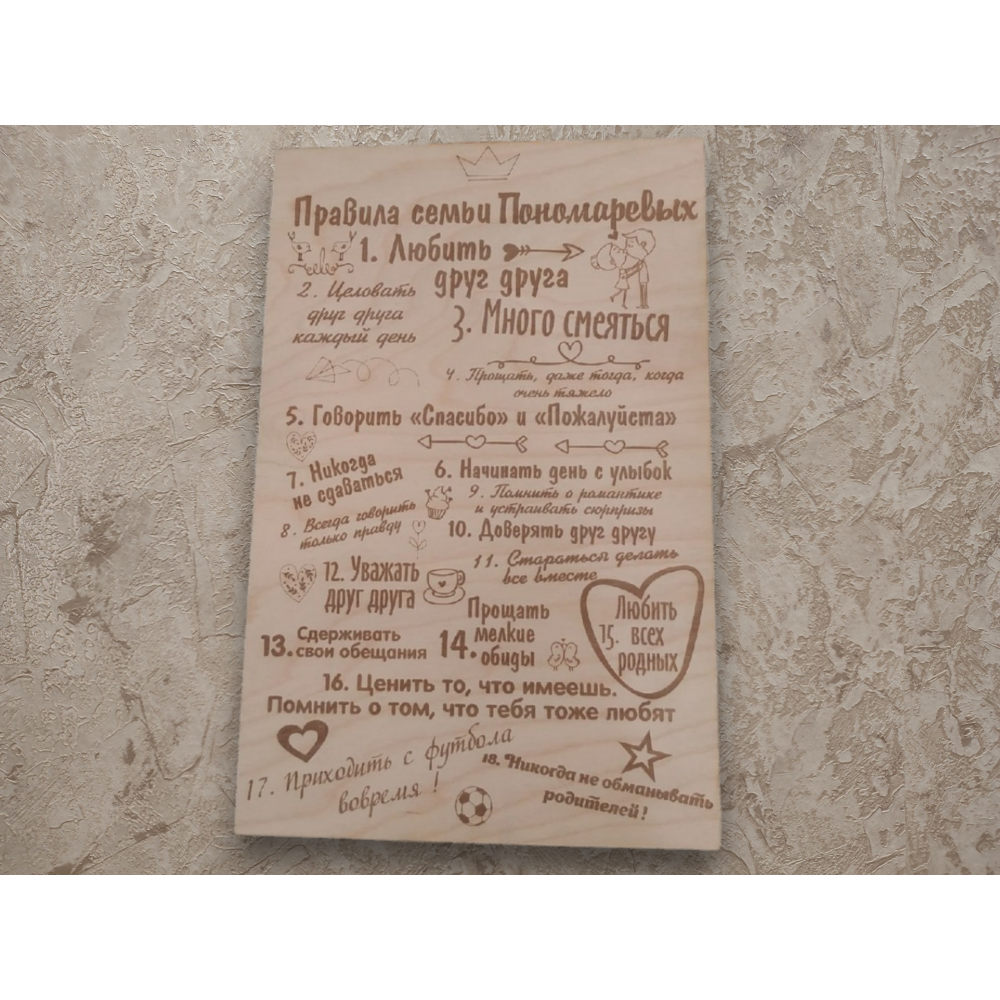 Правила семьи Пономаревых
1. Любить
друг друга
2. Целовать
друг друга
каждый день
3. Много смеяться
4. Прощать, даже тогда, когда
очень тяжело
5. Говорить «Спасибо» и «Пожалуйста»
6. Начинать день с улыбок
7. Никогда
не сдаваться
8. Всегда говорить
только правду
9. Помнить о романтике
и устраивать сюрпризы
10. Доверять друг другу
11. Стараться делать
все вместе
12. Уважать
друг друга
13. Сдерживать
свои обещания
14. Прощать
мелкие
обиды
15. Любить
всех
родных
16. Ценить то, что имеешь.
Помнить о том, что тебя тоже любят
17. Приходить с футбола
вовремя !
18. Никогда не обманывать
родителей!